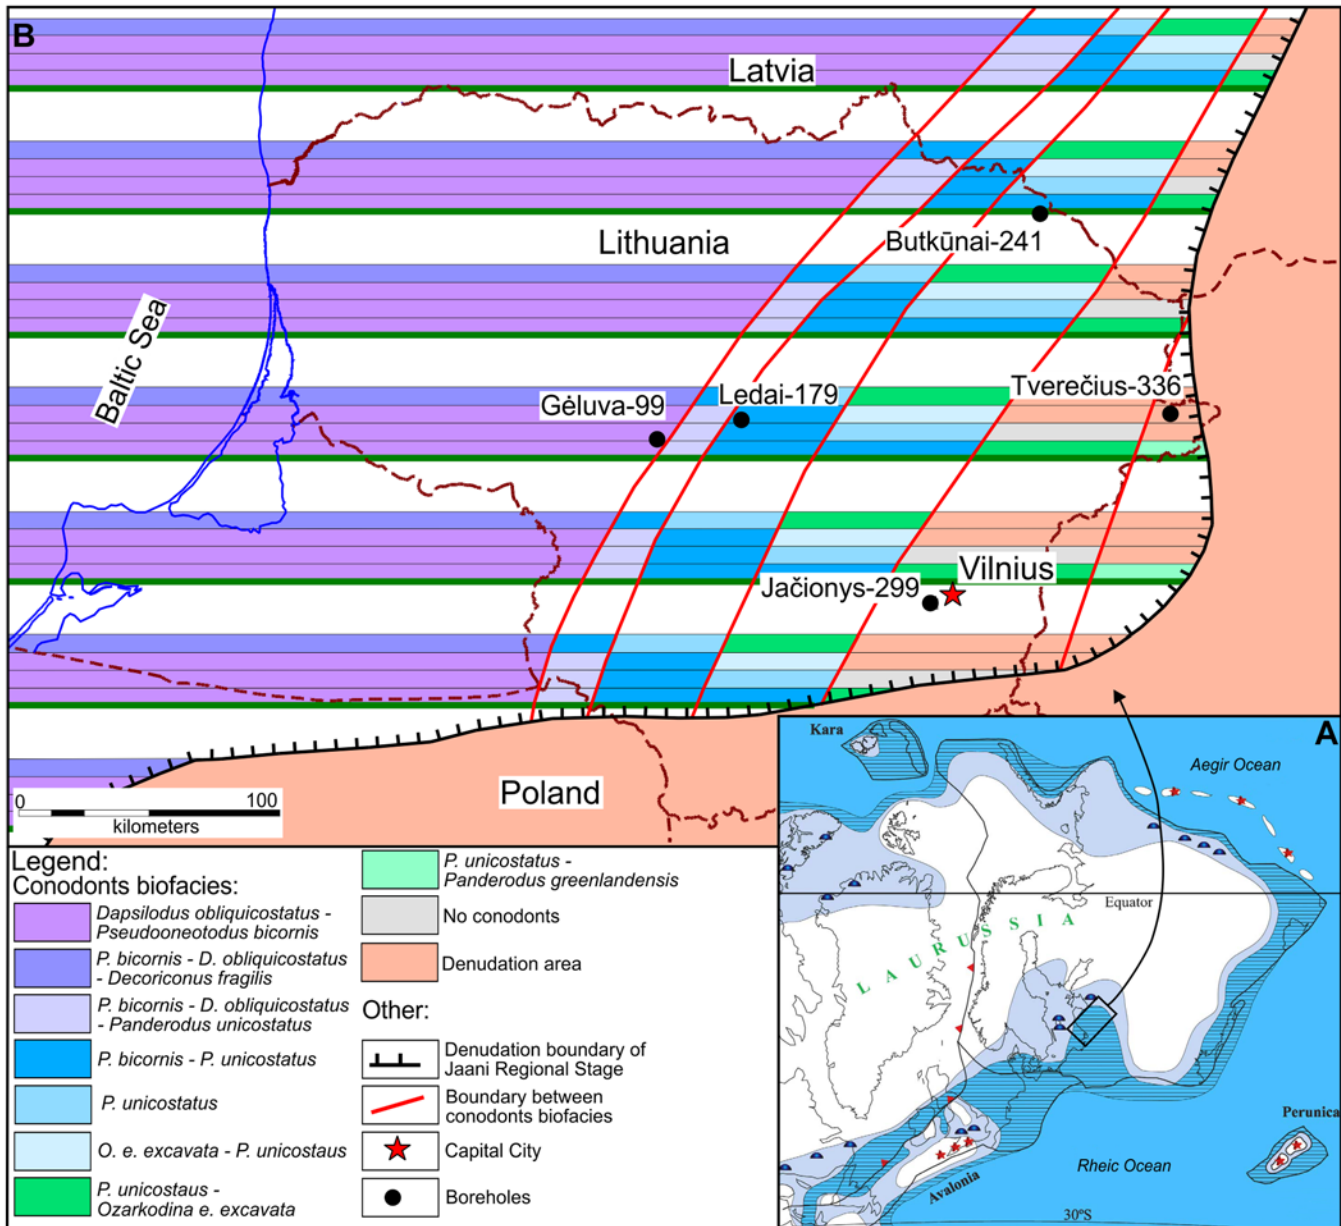 B
Latvia
Lithuania
Butkūnai-241
Baltic Sea
Gėluva-99
Ledai-179
Tverečius-336
Jačionys-299
Vilnius
Poland
0 100
kilometers
A
Kara
Aegir Ocean
Equator
LAURUSSIA
Perunica
Rheic Ocean
Avalonia
30°S
Legend:
Conodonts biofacies:
Dapsilodus obliquicostatus -
Pseudooneotodus bicornis
P. bicornis - D. obliquicostatus
- Decoriconus fragilis
P. bicornis - D. obliquicostatus
- Panderodus unicostatus
P. bicornis - P. unicostatus
P. unicostatus
O. e. excavata - P. unicostaus
P. unicostaus -
Ozarkodina e. excavata
P. unicostatus -
Panderodus greenlandensis
No conodonts
Denudation area
Other:
Denudation boundary of
Jaani Regional Stage
Boundary between
conodonts biofacies
Capital City
Boreholes